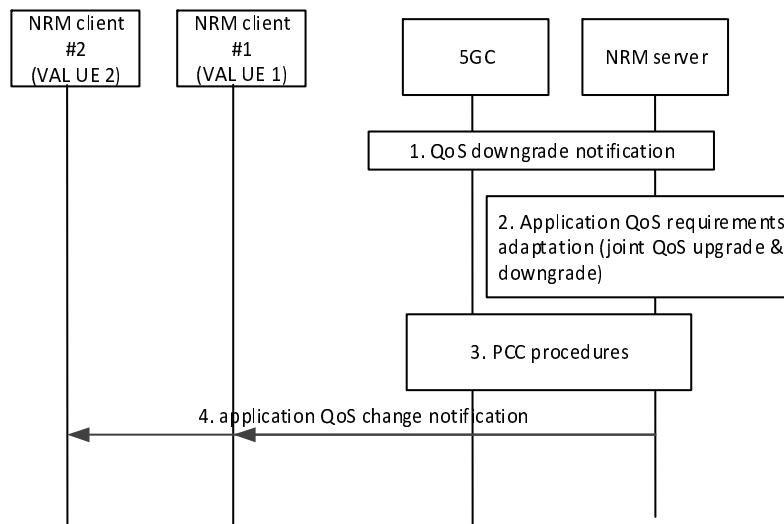 NRM client
#2
(VAL UE 2)
NRM client
#1
(VAL UE 1)
5GC
NRM server
1. QoS downgrade notification
2. Application QoS requirements
adaptation (joint QoS upgrade &
downgrade)
3. PCC procedures
4. application QoS change notification